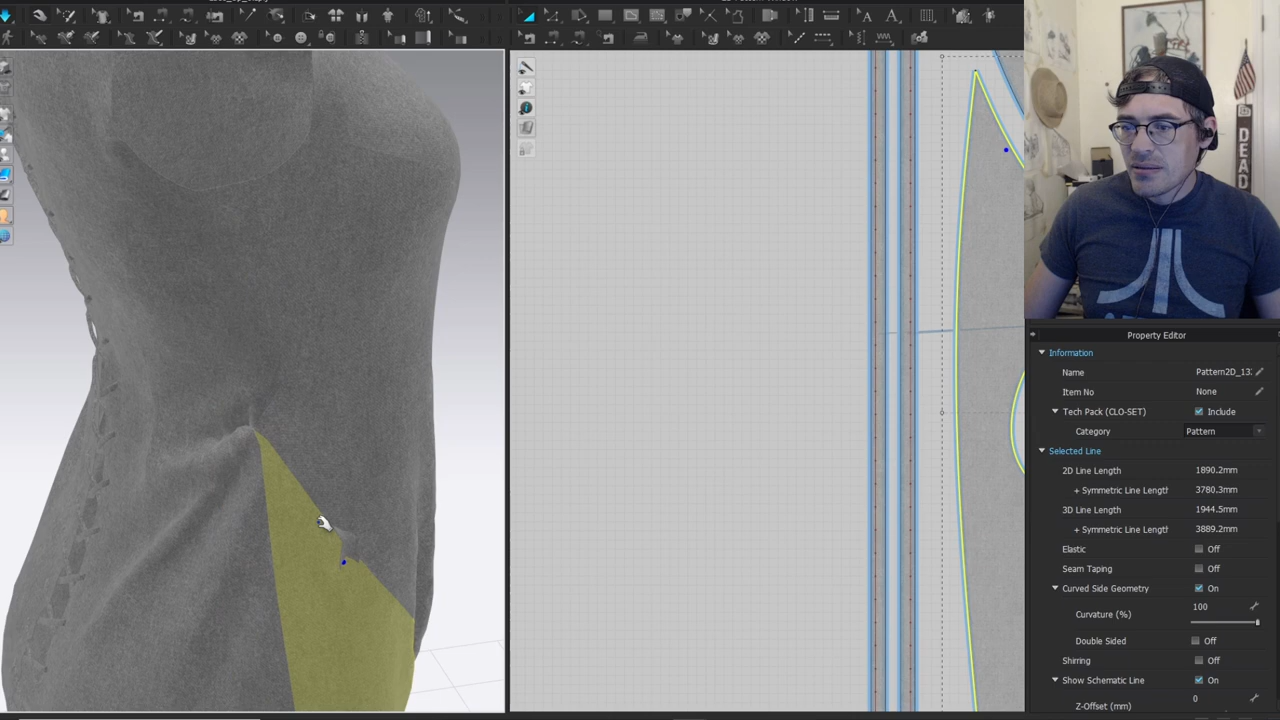 Property Editor
Information
Name Pattern2D_13
Item No None
Tech Pack (CLO-SET) Include
Category Pattern
Selected Line
2D Line Length 1890.2mm
+ Symmetric Line Length 3780.3mm
3D Line Length 1944.5mm
+ Symmetric Line Length 3889.2mm
Elastic Off
Seam Taping Off
Curved Side Geometry On
Curvature (%) 100
Double Sided Off
Shirring Off
Show Schematic Line On
Z-Offset (mm) 0
DEAD